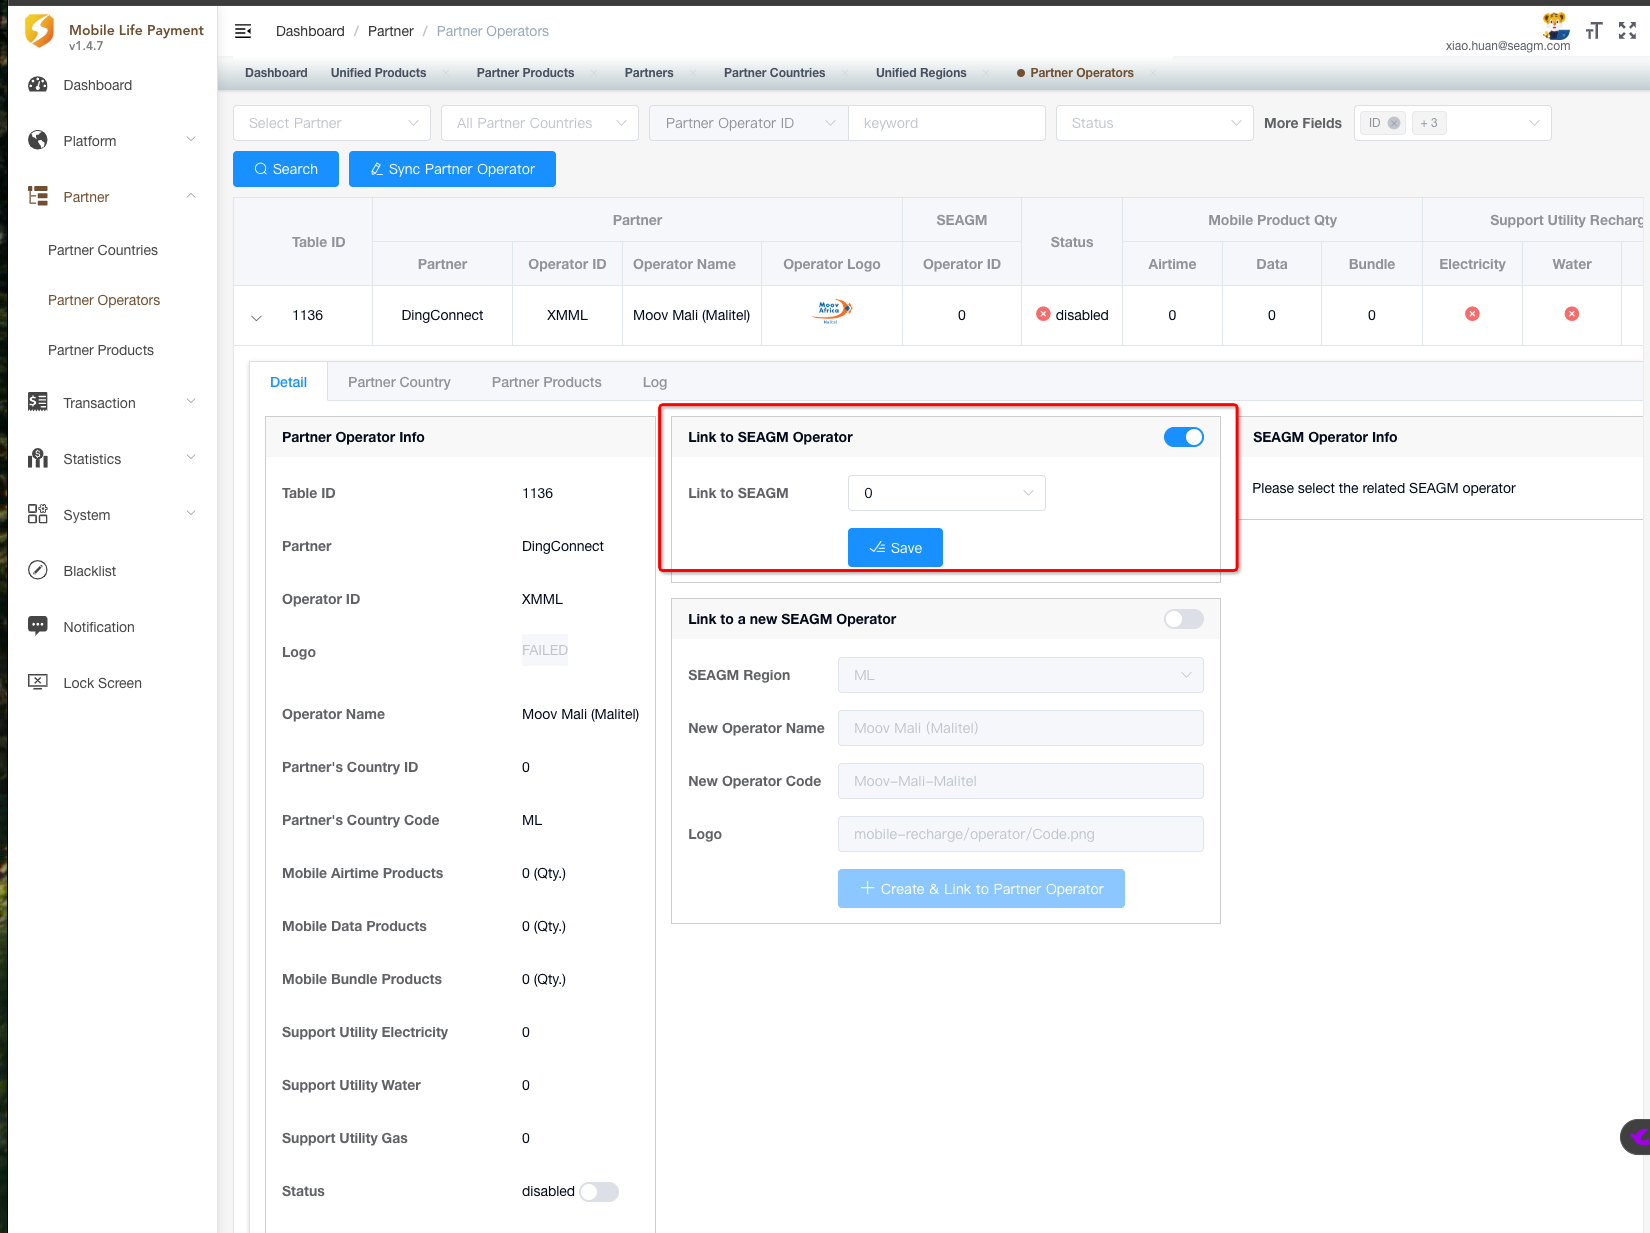 Mobile Life Payment
v1.4.7
Dashboard / Partner / Partner Operators
xiao.huan@seagm.com
Dashboard
Unified Products
Partner Products
Partners
Partner Countries
Unified Regions
Partner Operators
Dashboard
Platform
Partner
Partner Countries
Partner Operators
Partner Products
Transaction
Statistics
System
Blacklist
Notification
Lock Screen
Select Partner
All Partner Countries
Partner Operator ID
keyword
Status
More Fields
ID
+ 3
Search
Sync Partner Operator
Table ID
Partner
SEAGM
Status
Mobile Product Qty
Support Utility Recharg
Partner
Operator ID
Operator Name
Operator Logo
Operator ID
Airtime
Data
Bundle
Electricity
Water
1136
DingConnect
XMML
Moov Mali (Malitel)
Moov
Africa
Malitel
0
disabled
0
0
0
Detail
Partner Country
Partner Products
Log
Partner Operator Info
Table ID 1136
Partner DingConnect
Operator ID XMML
Logo FAILED
Operator Name Moov Mali (Malitel)
Partner's Country ID 0
Partner's Country Code ML
Mobile Airtime Products 0 (Qty.)
Mobile Data Products 0 (Qty.)
Mobile Bundle Products 0 (Qty.)
Support Utility Electricity 0
Support Utility Water 0
Support Utility Gas 0
Status disabled
Link to SEAGM Operator
Link to SEAGM 0
Save
Link to a new SEAGM Operator
SEAGM Region ML
New Operator Name Moov Mali (Malitel)
New Operator Code Moov-Mali-Malitel
Logo mobile-recharge/operator/Code.png
Create & Link to Partner Operator
SEAGM Operator Info
Please select the related SEAGM operator